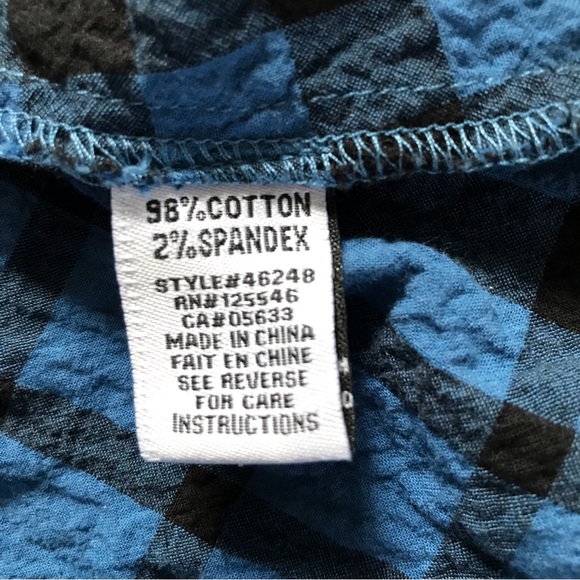 98%COTTON
2%SPANDEX
STYLE#46248
RN#125546
CA#05633
MADE IN CHINA
FAIT EN CHINE
SEE REVERSE
FOR CARE
INSTRUCTIONS